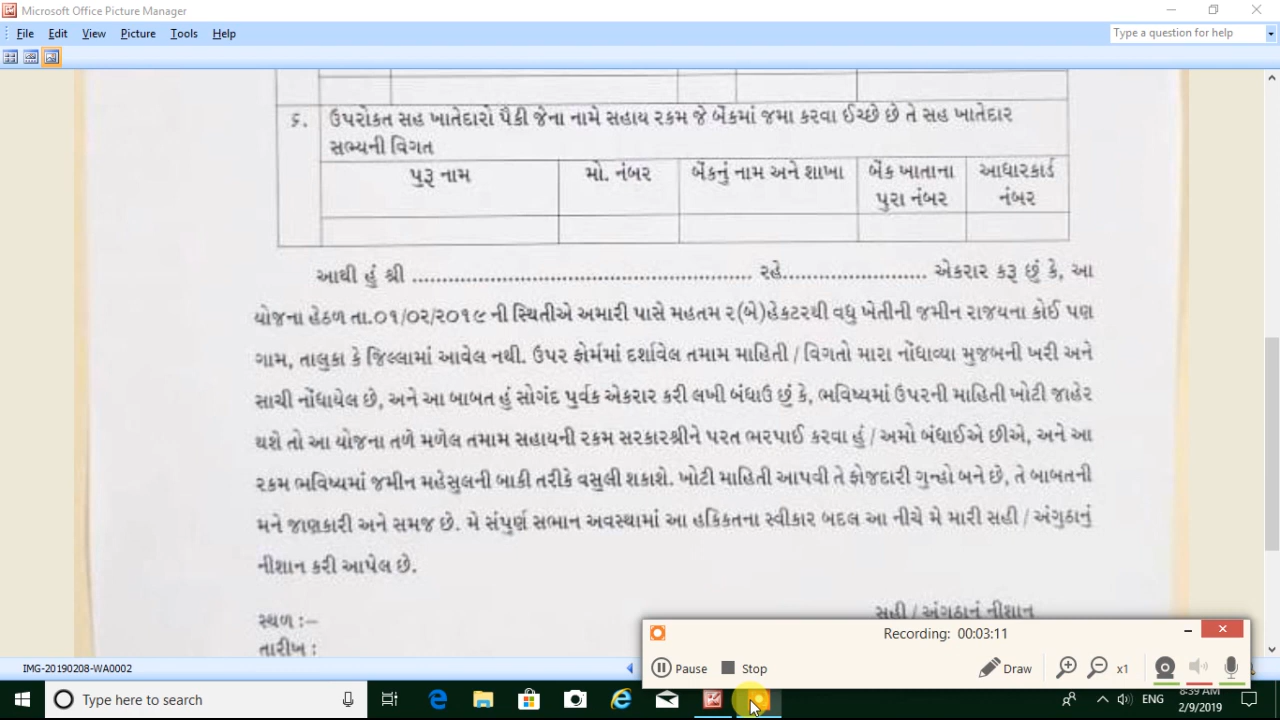 Microsoft Office Picture Manager
File Edit View Picture Tools Help
Type a question for help
૬. ઉપરોકત સહ ખાતેદારો પૈકી જેના નામે સહાય રકમ જે બેંકમાં જમા કરવા ઈચ્છે છે તે સહ ખાતેદાર
સભ્યની વિગત
પુરૂ નામ મો. નંબર બેંકનું નામ અને શાખા બેંક ખાતાના આધારકાર્ડ
પુરા નંબર નંબર
આથી હું શ્રી ........................................................ રહે........................ એકરાર કરૂ છું કે, આ
યોજના હેઠળ તા.૦૧/૦૨/૨૦૧૯ ની સ્થિતીએ અમારી પાસે મહતમ ૨(બે)હેકટરથી વધુ ખેતીની જમીન રાજયના કોઈ પણ
ગામ, તાલુકા કે જિલ્લામાં આવેલ નથી. ઉપર ફોર્મમાં દર્શાવેલ તમામ માહિતી / વિગતો મારા નોંધાવ્યા મુજબની ખરી અને
સાચી નોંધાયેલ છે, અને આ બાબત હું સોગંદ પુર્વક એકરાર કરી લખી બંધાઉ છું કે, ભવિષ્યમાં ઉપરની માહિતી ખોટી જાહેર
થશે તો આ યોજના તળે મળેલ તમામ સહાયની રકમ સરકારશ્રીને પરત ભરપાઈ કરવા હું / અમો બંધાઈએ છીએ, અને આ
રકમ ભવિષ્યમાં જમીન મહેસુલની બાકી તરીકે વસુલી શકાશે. ખોટી માહિતી આપવી તે ફોજદારી ગુન્હો બને છે, તે બાબતની
મને જાણકારી અને સમજ છે. મે સંપુર્ણ સભાન અવસ્થામાં આ હકિકતના સ્વીકાર બદલ આ નીચે મે મારી સહી / અંગુઠાનું
નીશાન કરી આપેલ છે.
સ્થળ :–
સહી / અંગઠાનં નીશાન
તારીખ :
Recording: 00:03:11
Pause Stop Draw x1
IMG-20190208-WA0002
Type here to search
ENG
8:39 AM
2/9/2019